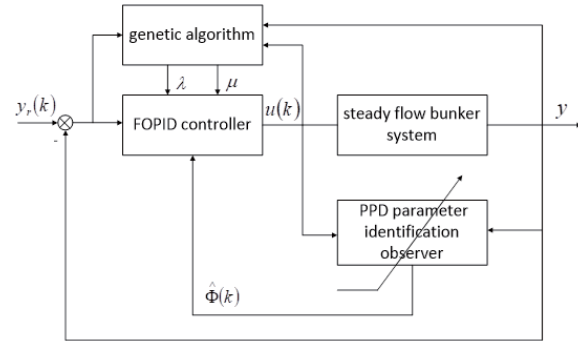 genetic algorithm
λ
μ
y_r(k)
-
FOPID controller
u(k)
steady flow bunker
system
y
PPD parameter
identification
observer
Φ̂(k)